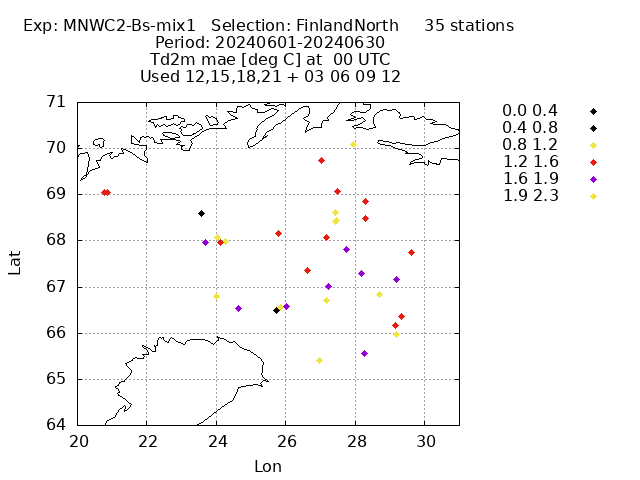 Exp: MNWC2-Bs-mix1   Selection: FinlandNorth     35 stations
Period: 20240601-20240630
Td2m mae [deg C] at  00 UTC
Used 12,15,18,21 + 03 06 09 12
0.0 0.4
0.4 0.8
0.8 1.2
1.2 1.6
1.6 1.9
1.9 2.3
71
70
69
68
67
66
65
64
Lat
20 22 24 26 28 30
Lon